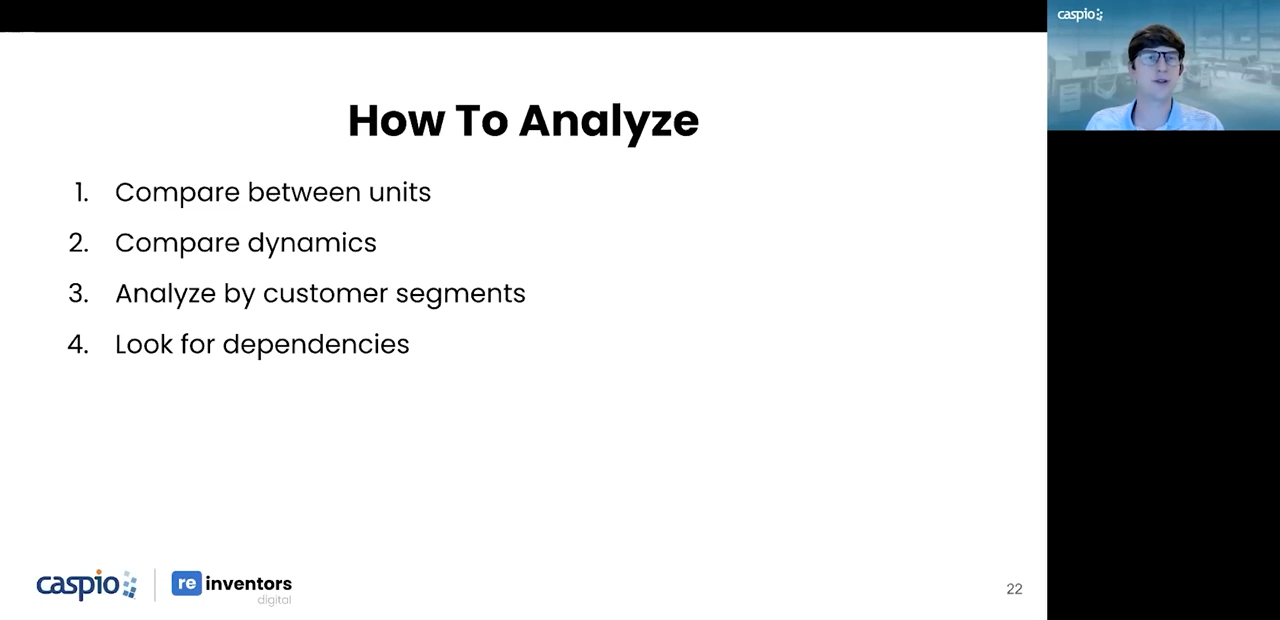 caspio
How To Analyze
1. Compare between units
2. Compare dynamics
3. Analyze by customer segments
4. Look for dependencies
caspio
re inventors
digital
22